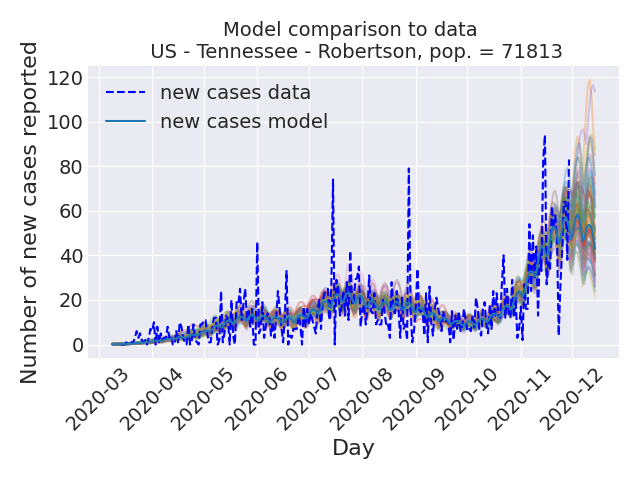 Model comparison to data
US - Tennessee - Robertson, pop. = 71813
Number of new cases reported
120
100
80
60
40
20
0
new cases data
new cases model
2020-03
2020-04
2020-05
2020-06
2020-07
2020-08
2020-09
2020-10
2020-11
2020-12
Day